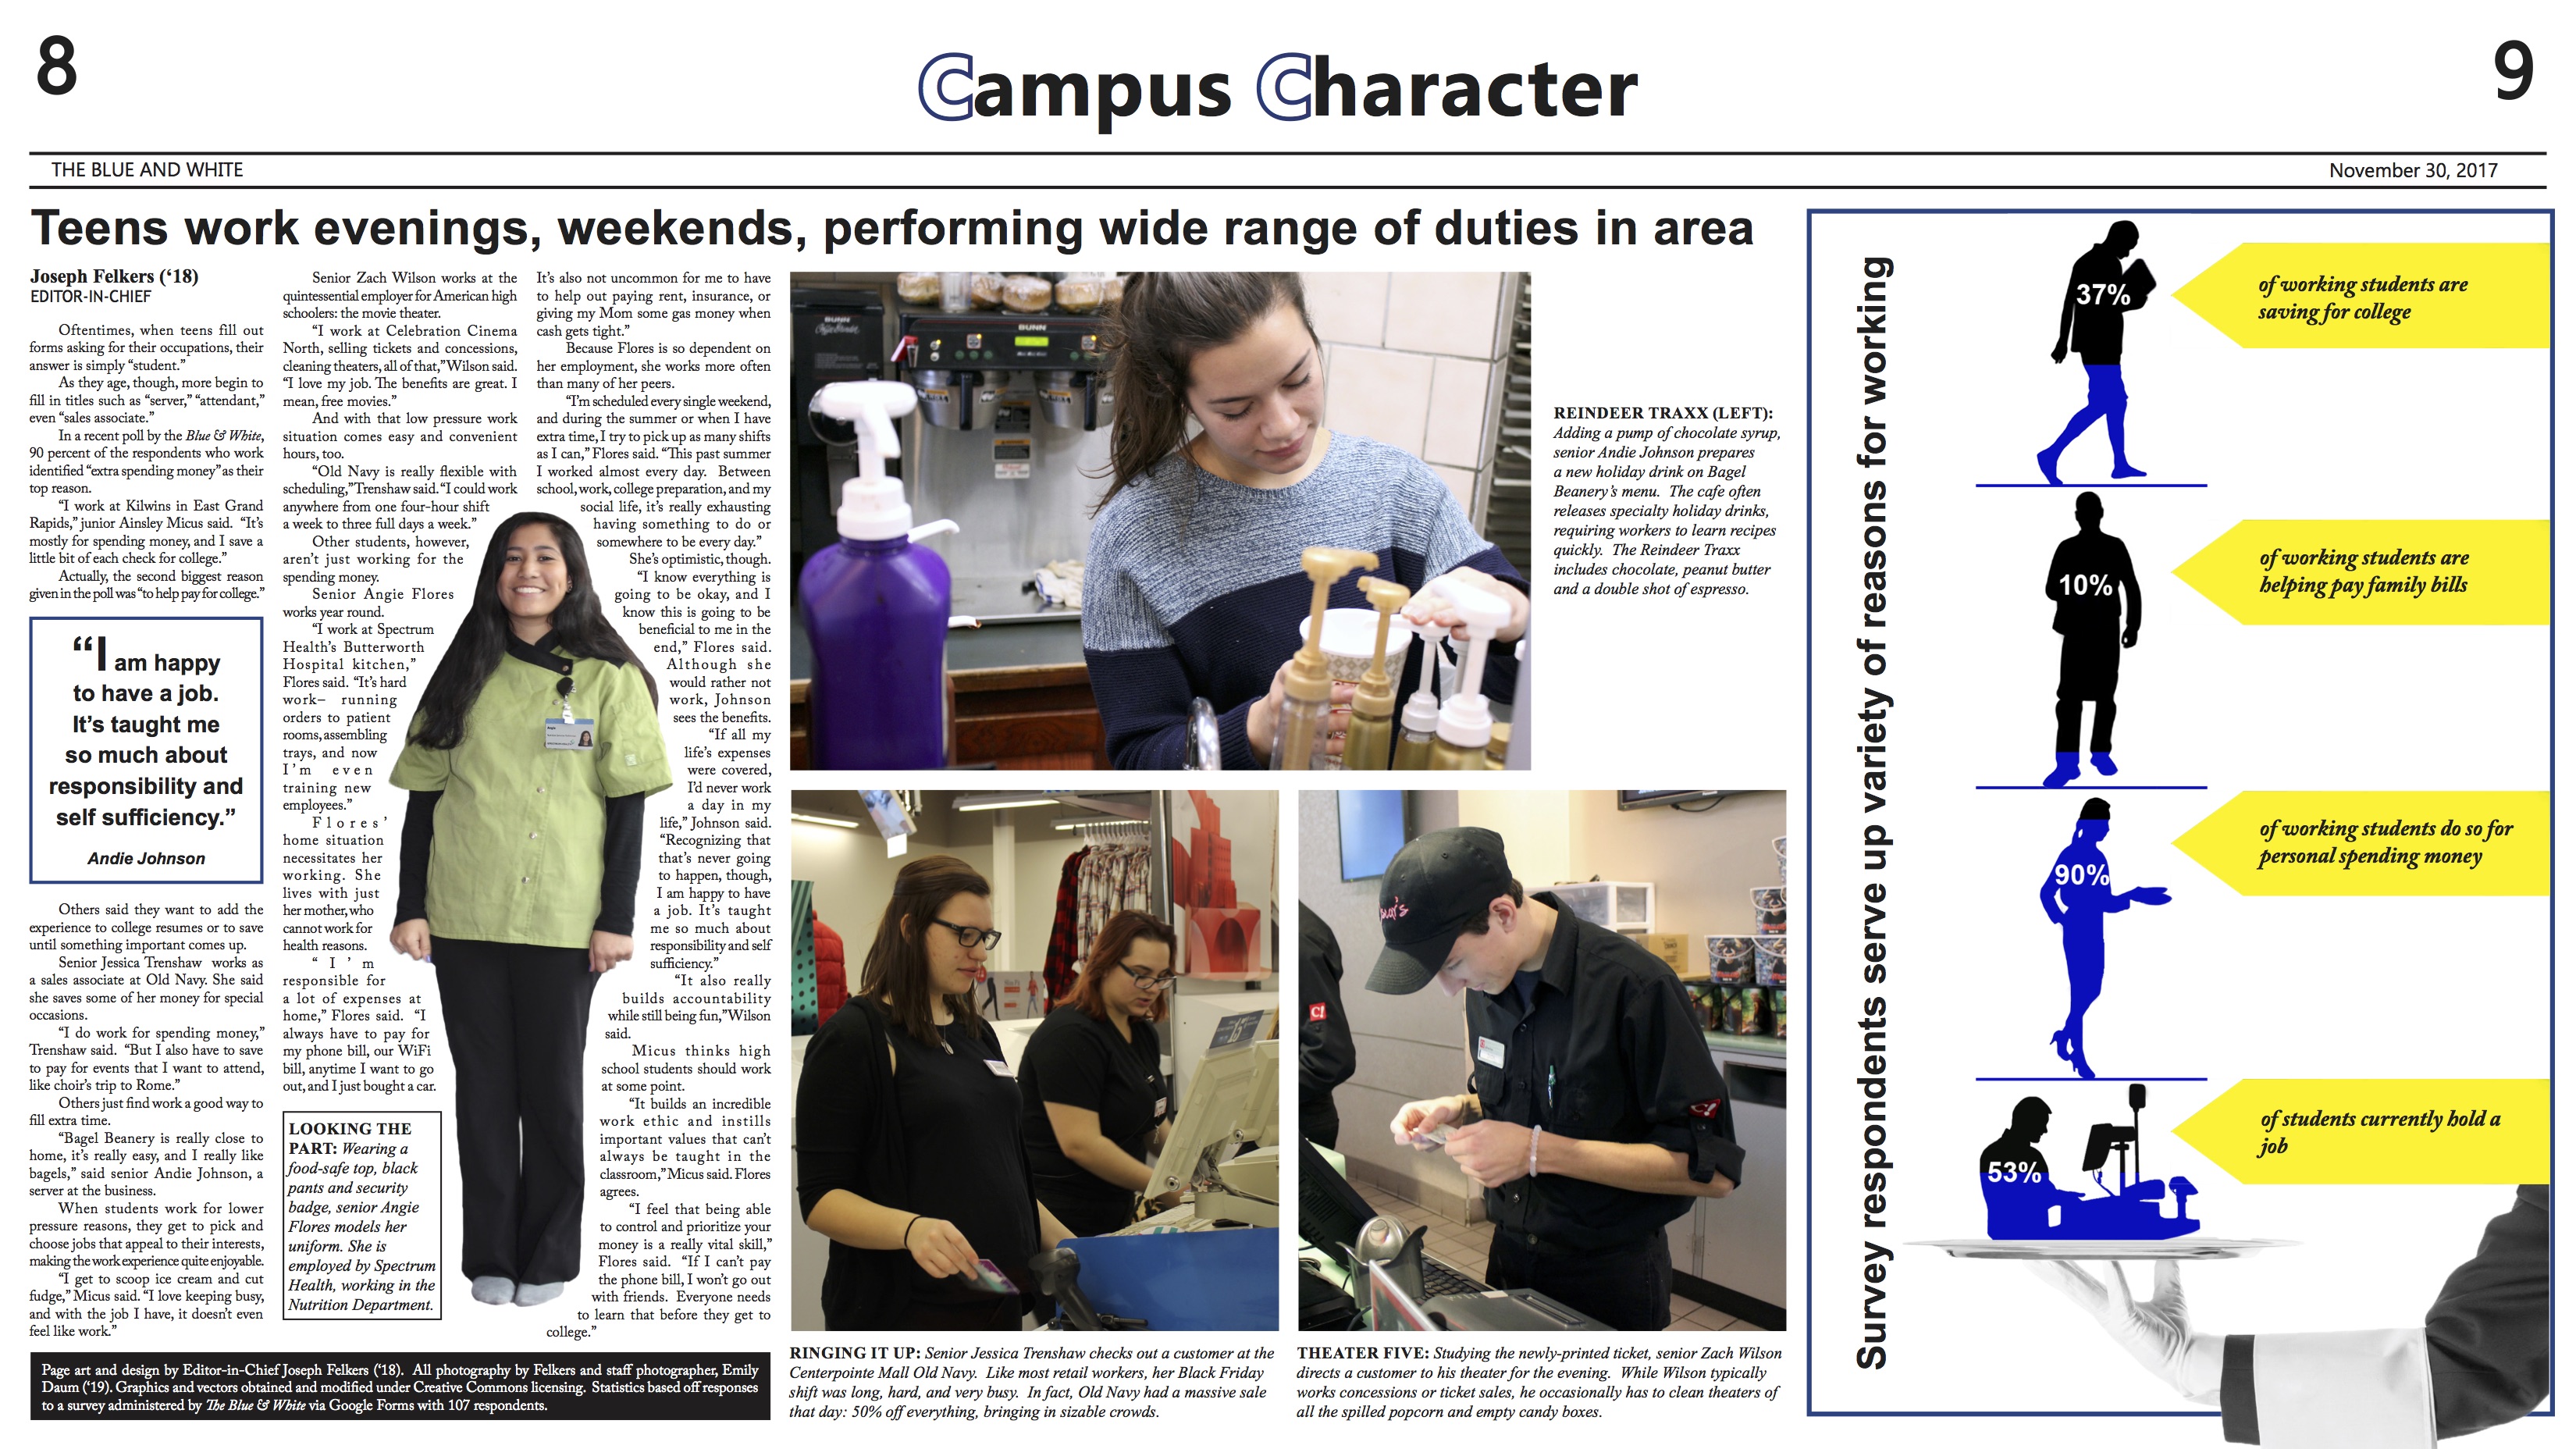 8
Campus Character
9
THE BLUE AND WHITE
November 30, 2017
Teens work evenings, weekends, performing wide range of duties in area
Joseph Felkers (‘18)
EDITOR-IN-CHIEF
Oftentimes, when teens fill out
forms asking for their occupations, their
answer is simply “student.”
As they age, though, more begin to
fill in titles such as “server,” “attendant,”
even “sales associate.”
In a recent poll by the Blue & White,
90 percent of the respondents who work
identified “extra spending money” as their
top reason.
“I work at Kilwins in East Grand
Rapids,” junior Ainsley Micus said.  “It’s
mostly for spending money, and I save a
little bit of each check for college.”
Actually, the second biggest reason
given in the poll was “to help pay for college.”
“I am happy
to have a job.
It’s taught me
so much about
responsibility and
self sufficiency.”
Andie Johnson
Others said they want to add the
experience to college resumes or to save
until something important comes up.
Senior Jessica Trenshaw  works as
a sales associate at Old Navy. She said
she saves some of her money for special
occasions.
“I do work for spending money,”
Trenshaw said.  “But I also have to save
to pay for events that I want to attend,
like choir’s trip to Rome.”
Others just find work a good way to
fill extra time.
“Bagel Beanery is really close to
home, it’s really easy, and I really like
bagels,” said senior Andie Johnson, a
server at the business.
When students work for lower
pressure reasons, they get to pick and
choose jobs that appeal to their interests,
making the work experience quite enjoyable.
“I get to scoop ice cream and cut
fudge,” Micus said. “I love keeping busy,
and with the job I have, it doesn’t even
feel like work.”
Senior Zach Wilson works at the
quintessential employer for American high
schoolers: the movie theater.
“I work at Celebration Cinema
North, selling tickets and concessions,
cleaning theaters, all of that,” Wilson said.
“I love my job. The benefits are great. I
mean, free movies.”
And with that low pressure work
situation comes easy and convenient
hours, too.
“Old Navy is really flexible with
scheduling,” Trenshaw said. “I could work
anywhere from one four-hour shift
a week to three full days a week.”
Other students, however,
aren’t just working for the
spending money.
Senior Angie Flores
works year round.
“I work at Spectrum
Health’s Butterworth
Hospital kitchen,”
Flores said. “It’s hard
work– running
orders to patient
rooms, assembling
trays, and now
I’m even
training new
employees.”
Flores’
home situation
necessitates her
working. She
lives with just
her mother, who
cannot work for
health reasons.
“I’m
responsible for
a lot of expenses at
home,” Flores said.  “I
always have to pay for
my phone bill, our WiFi
bill, anytime I want to go
out, and I just bought a car.
LOOKING THE
PART: Wearing a
food-safe top, black
pants and security
badge, senior Angie
Flores models her
uniform. She is
employed by Spectrum
Health, working in the
Nutrition Department.
It’s also not uncommon for me to have
to help out paying rent, insurance, or
giving my Mom some gas money when
cash gets tight.”
Because Flores is so dependent on
her employment, she works more often
than many of her peers.
“I’m scheduled every single weekend,
and during the summer or when I have
extra time, I try to pick up as many shifts
as I can,” Flores said. “This past summer
I worked almost every day.  Between
school, work, college preparation, and my
social life, it’s really exhausting
having something to do or
somewhere to be every day.”
She’s optimistic, though.
“I know everything is
going to be okay, and I
know this is going to be
beneficial to me in the
end,” Flores said.
Although she
would rather not
work, Johnson
sees the benefits.
“If all my
life’s expenses
were covered,
I’d never work
a day in my
life,” Johnson said.
“Recognizing that
that’s never going
to happen, though,
I am happy to have
a job. It’s taught
me so much about
responsibility and self
sufficiency.”
“It also really
builds accountability
while still being fun,” Wilson
said.
Micus thinks high
school students should work
at some point.
“It builds an incredible
work ethic and instills
important values that can’t
always be taught in the
classroom,” Micus said. Flores
agrees.
“I feel that being able
to control and prioritize your
money is a really vital skill,”
Flores said.  “If I can’t pay
the phone bill, I won’t go out
with friends.  Everyone needs
to learn that before they get to
college.”
Page art and design by Editor-in-Chief Joseph Felkers (‘18).  All photography by Felkers and staff photographer, Emily
Daum (‘19). Graphics and vectors obtained and modified under Creative Commons licensing.  Statistics based off responses
to a survey administered by The Blue & White via Google Forms with 107 respondents.
BUNN
BUNN
REINDEER TRAXX (LEFT):
Adding a pump of chocolate syrup,
senior Andie Johnson prepares
a new holiday drink on Bagel
Beanery’s menu.  The cafe often
releases specialty holiday drinks,
requiring workers to learn recipes
quickly.  The Reindeer Traxx
includes chocolate, peanut butter
and a double shot of espresso.
C!
RINGING IT UP: Senior Jessica Trenshaw checks out a customer at the
Centerpointe Mall Old Navy.  Like most retail workers, her Black Friday
shift was long, hard, and very busy.  In fact, Old Navy had a massive sale
that day: 50% off everything, bringing in sizable crowds.
THEATER FIVE: Studying the newly-printed ticket, senior Zach Wilson
directs a customer to his theater for the evening.  While Wilson typically
works concessions or ticket sales, he occasionally has to clean theaters of
all the spilled popcorn and empty candy boxes.
Survey respondents serve up variety of reasons for working
37%
of working students are
saving for college
10%
of working students are
helping pay family bills
90%
of working students do so for
personal spending money
53%
of students currently hold a
job